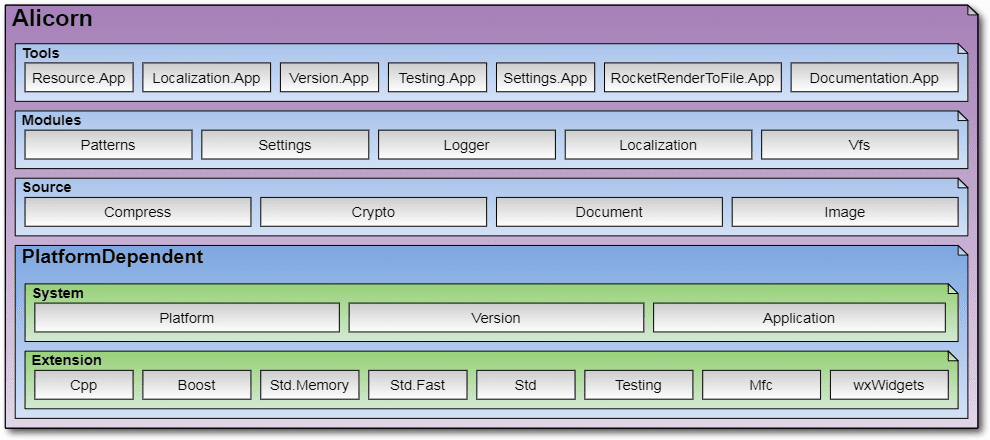 Alicorn
Tools
Resource.App Localization.App Version.App Testing.App Settings.App RocketRenderToFile.App Documentation.App
Modules
Patterns Settings Logger Localization Vfs
Source
Compress Crypto Document Image
PlatformDependent
System
Platform Version Application
Extension
Cpp Boost Std.Memory Std.Fast Std Testing Mfc wxWidgets